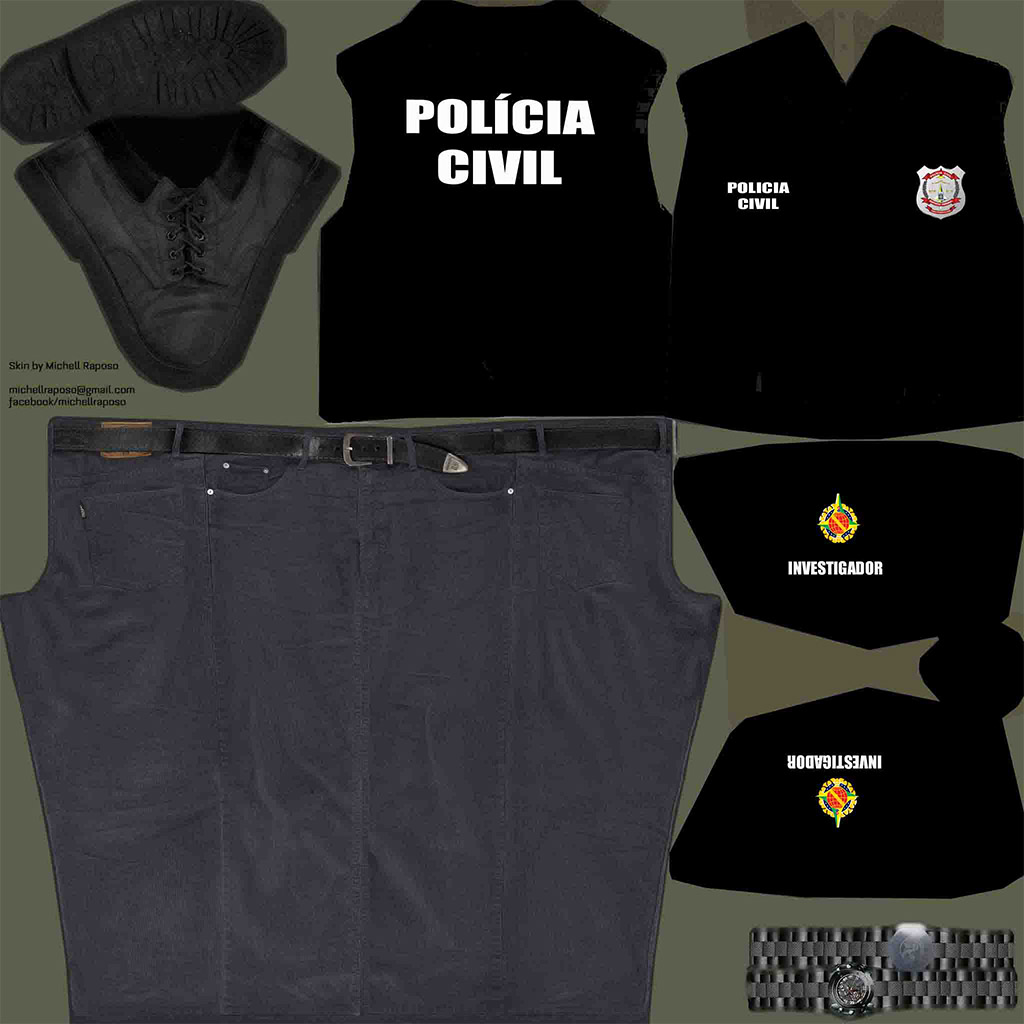 POLÍCIA
CIVIL
POLICIA
CIVIL
Skin by Michell Raposo
michellraposo@gmail.com
facebook/michellraposo
INVESTIGADOR
INVESTIGADOR